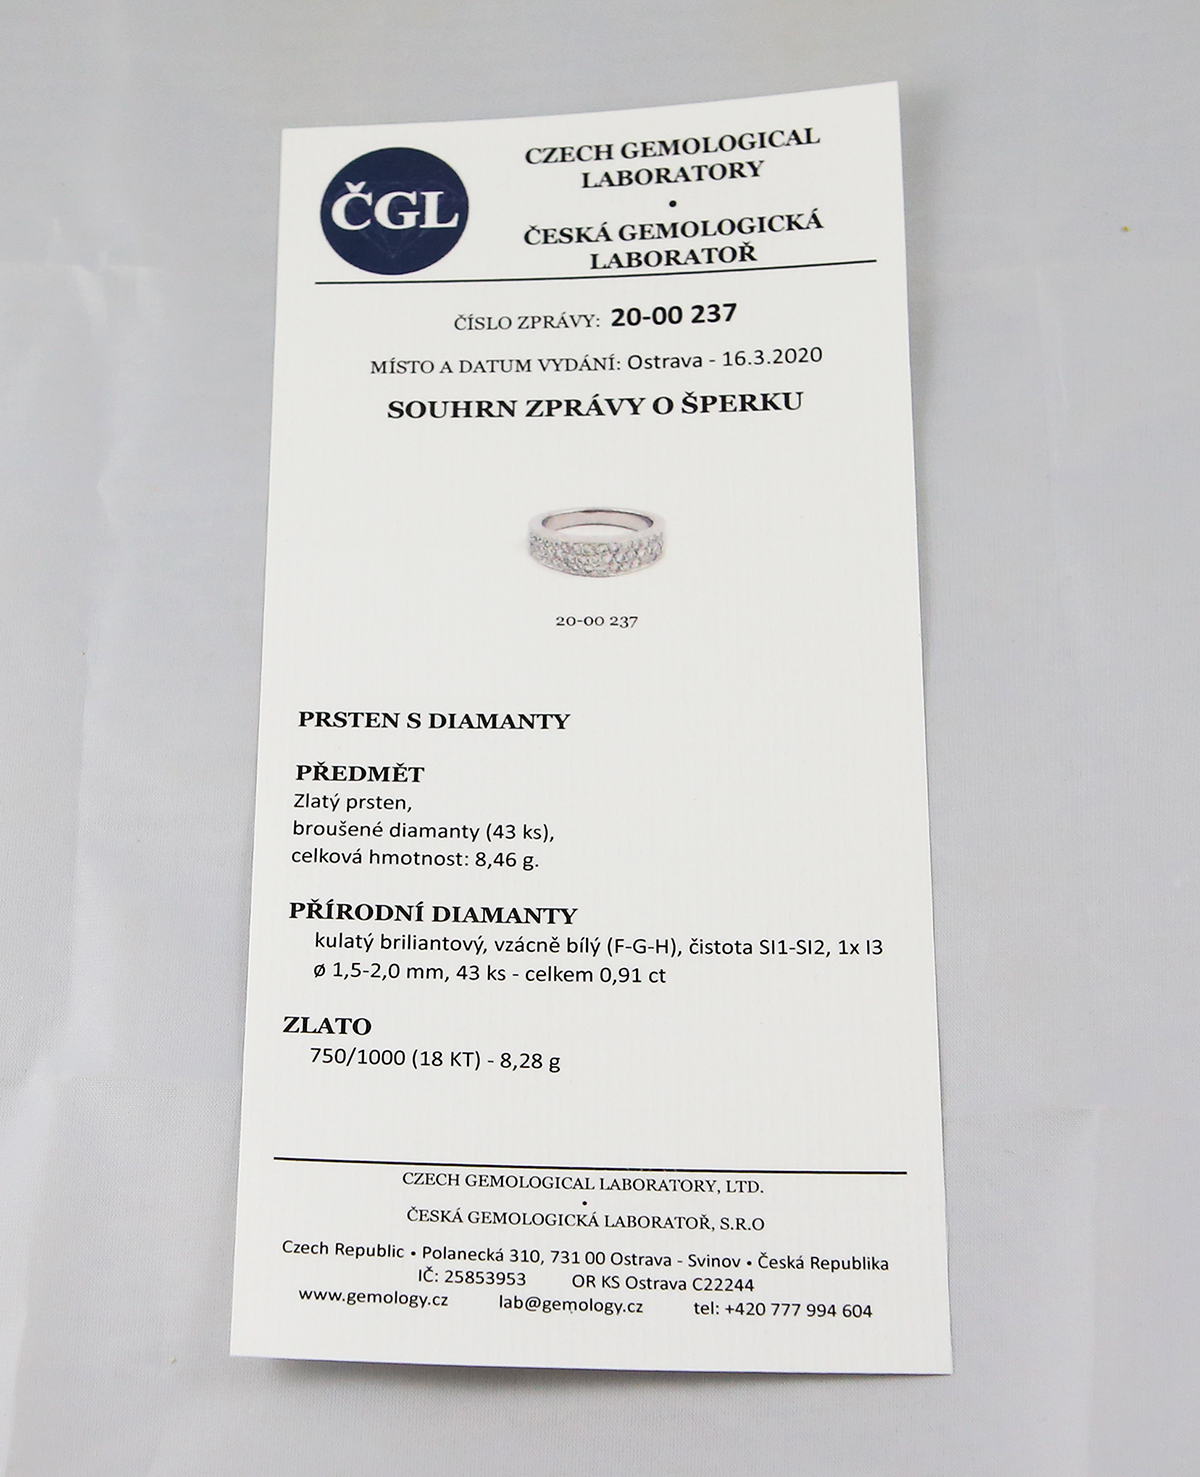 ČGL
CZECH GEMOLOGICAL
LABORATORY
•
ČESKÁ GEMOLOGICKÁ
LABORATOŘ
ČÍSLO ZPRÁVY: 20-00 237
MÍSTO A DATUM VYDÁNÍ: Ostrava - 16.3.2020
SOUHRN ZPRÁVY O ŠPERKU
20-00 237
PRSTEN S DIAMANTY
PŘEDMĚT
Zlatý prsten,
broušené diamanty (43 ks),
celková hmotnost: 8,46 g.
PŘÍRODNÍ DIAMANTY
kulatý briliantový, vzácně bílý (F-G-H), čistota SI1-SI2, 1x I3
ø 1,5-2,0 mm, 43 ks - celkem 0,91 ct
ZLATO
750/1000 (18 KT) - 8,28 g
CZECH GEMOLOGICAL LABORATORY, LTD.
•
ČESKÁ GEMOLOGICKÁ LABORATOŘ, S.R.O
Czech Republic • Polanecká 310, 731 00 Ostrava - Svinov • Česká Republika
IČ: 25853953 OR KS Ostrava C22244
www.gemology.cz lab@gemology.cz tel: +420 777 994 604